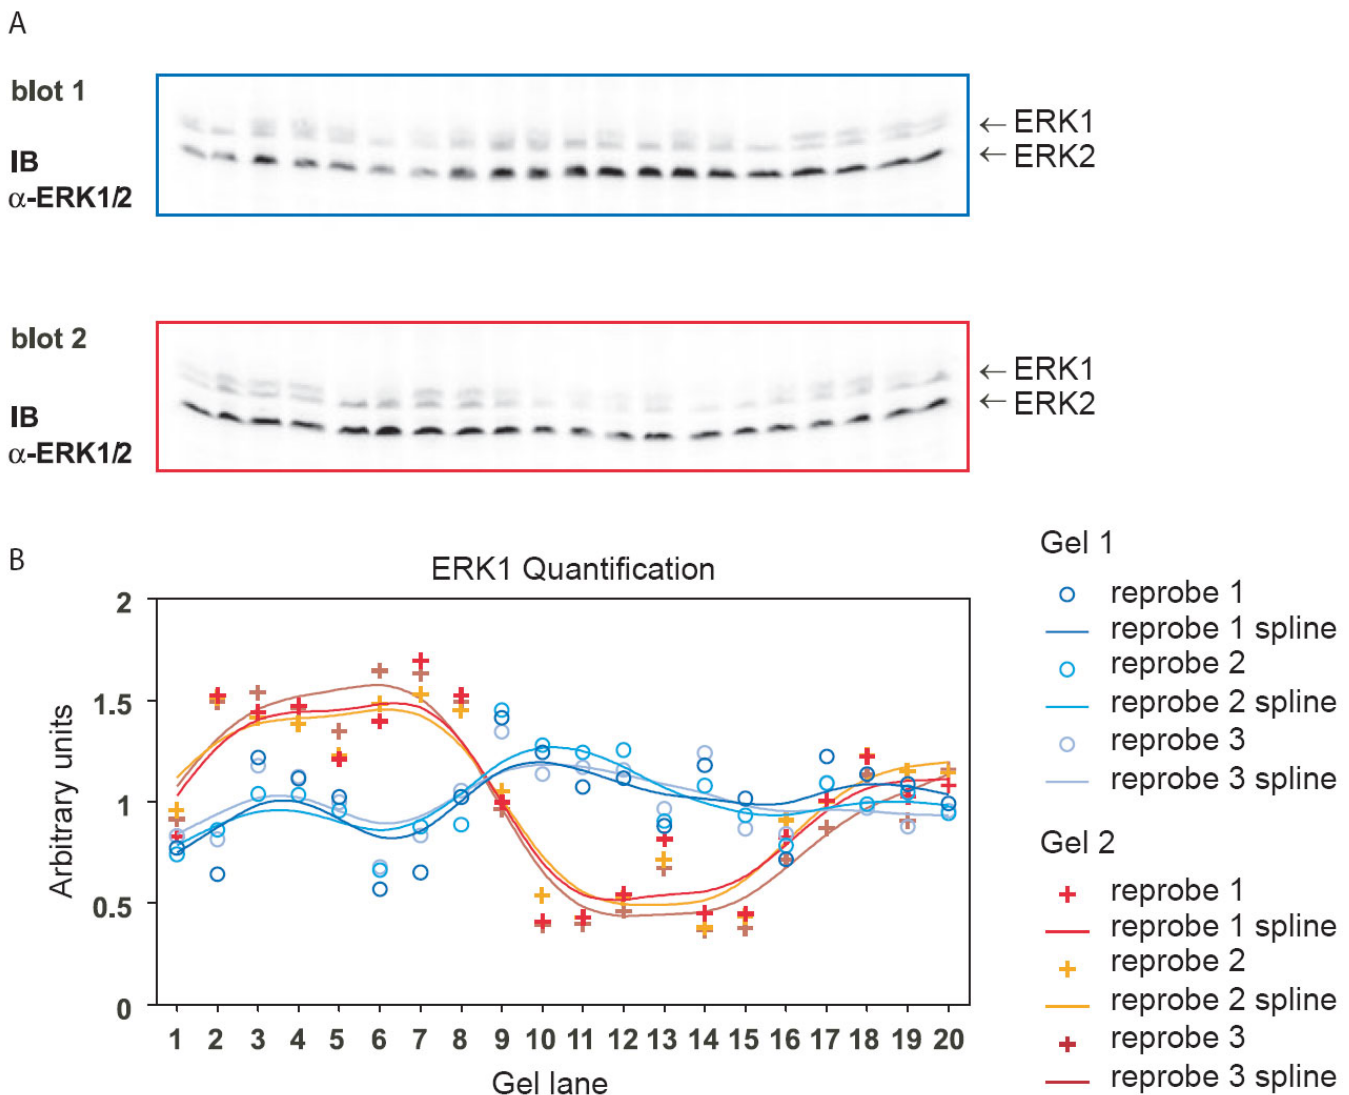 A
blot 1
IB
α-ERK1/2
← ERK1
← ERK2
blot 2
IB
α-ERK1/2
← ERK1
← ERK2
B
ERK1 Quantification
Arbitrary units
2
1.5
1
0.5
0
1 2 3 4 5 6 7 8 9 10 11 12 13 14 15 16 17 18 19 20
Gel lane
Gel 1
reprobe 1
reprobe 1 spline
reprobe 2
reprobe 2 spline
reprobe 3
reprobe 3 spline
Gel 2
reprobe 1
reprobe 1 spline
reprobe 2
reprobe 2 spline
reprobe 3
reprobe 3 spline